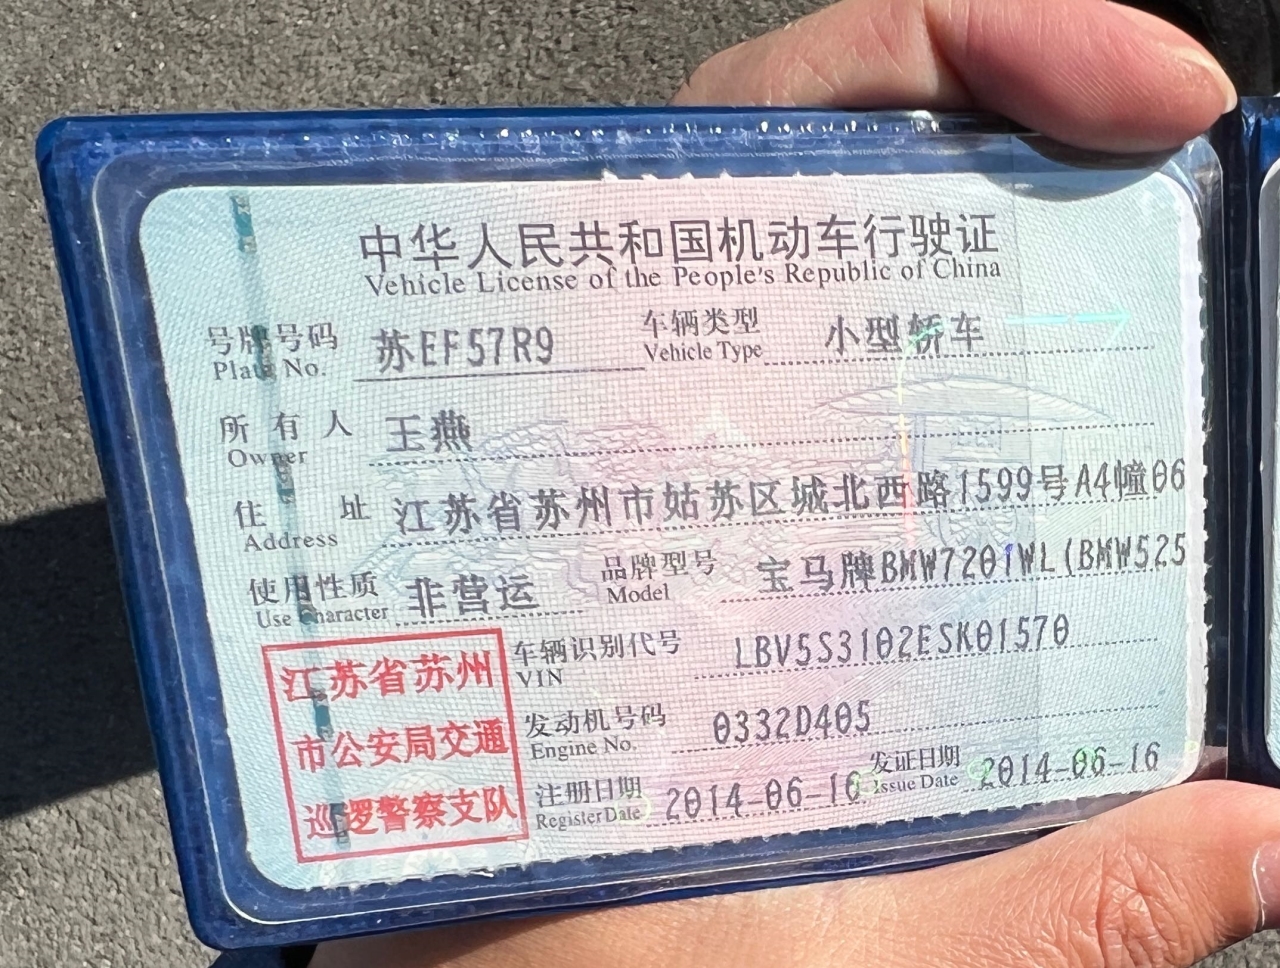 中华人民共和国机动车行驶证
Vehicle License of the People's Republic of China
号牌号码 苏EF57R9 车辆类型 小型轿车
Plate No. Vehicle Type
所有人 王燕
Owner
住址 江苏省苏州市姑苏区城北西路1599号A4幢06
Address
使用性质 非营运 品牌型号 宝马牌BMW7201WL(BMW525
Use Character Model
车辆识别代号 LBV5S3102ESK01570
VIN
发动机号码 0332D405
Engine No.
注册日期 2014-06-16 发证日期 2014-06-16
Register Date Issue Date
江苏省苏州
市公安局交通
巡逻警察支队